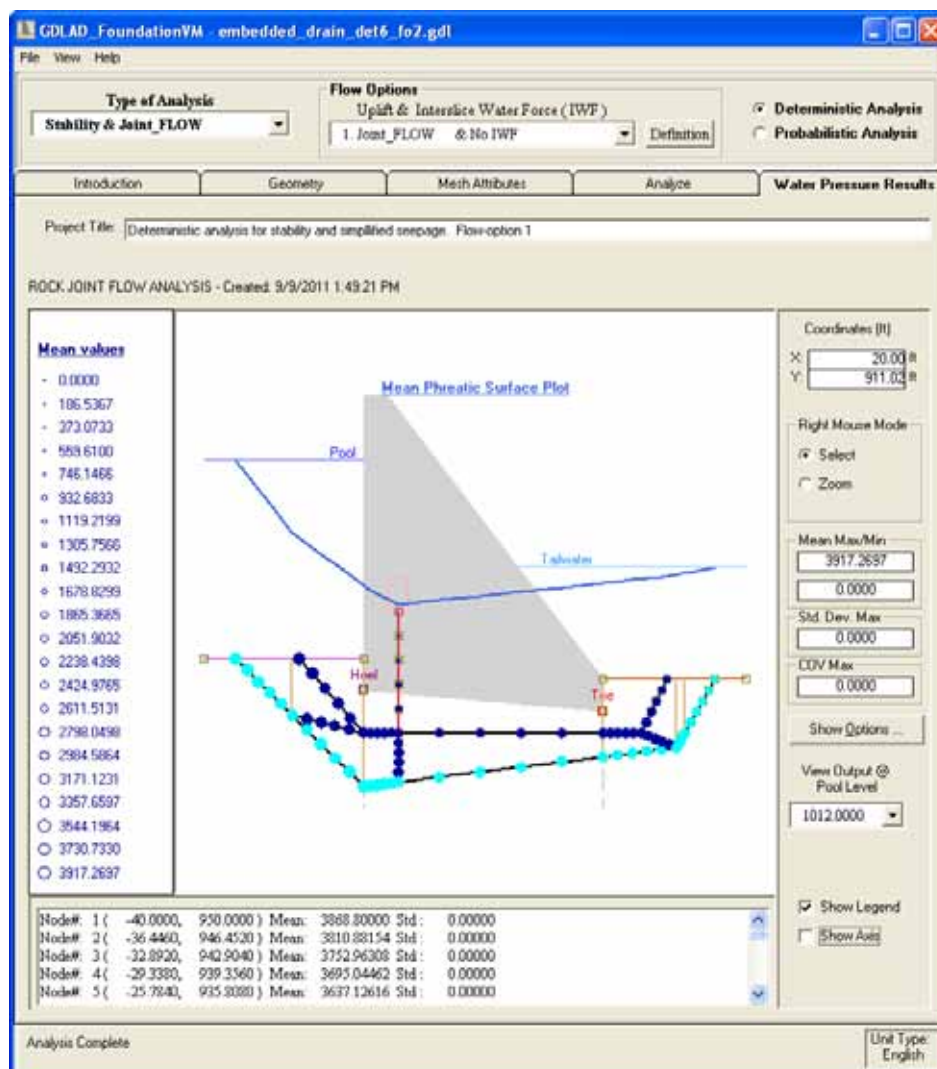 GDLAD_FoundationVM - embedded_drain_det6_fo2.gdl
File View Help
Type of Analysis
Stability & Joint_FLOW
Flow Options
Uplift & Interslice Water Force ( IWF )
1. Joint_FLOW & No IWF
Definition
Deterministic Analysis
Probabilistic Analysis
Introduction
Geometry
Mesh Attributes
Analyze
Water Pressure Results
Project Title: Deterministic analysis for stability and simplified seepage. Flow-option 1
ROCK JOINT FLOW ANALYSIS - Created: 9/9/2011 1:49:21 PM
Mean values
0.0000
186.5367
373.0733
559.6100
746.1466
932.6833
1119.2199
1305.7566
1492.2932
1678.8299
1865.3665
2051.9032
2238.4398
2424.9765
2611.5131
2798.0498
2984.5864
3171.1231
3357.6597
3544.1964
3730.7330
3917.2697
Mean Phreatic Surface Plot
Pool
Tailwater
Heel
Toe
Coordinates (ft)
X: 20.00 ft
Y: 911.02 ft
Right Mouse Mode
Select
Zoom
Mean Max/Min
3917.2697
0.0000
Std. Dev. Max
0.0000
COV Max
0.0000
Show Options ...
View Output @
Pool Level
1012.0000
Show Legend
Show Axis
Node#: 1 ( -40.0000, 950.0000 ) Mean: 3868.80000 Std : 0.00000
Node#: 2 ( -36.4460, 946.4520 ) Mean: 3810.88154 Std : 0.00000
Node#: 3 ( -32.8920, 942.9040 ) Mean: 3752.96308 Std : 0.00000
Node#: 4 ( -29.3380, 939.3560 ) Mean: 3695.04462 Std : 0.00000
Node#: 5 ( -25.7840, 935.8080 ) Mean: 3637.12616 Std : 0.00000
Analysis Complete
Unit Type:
English